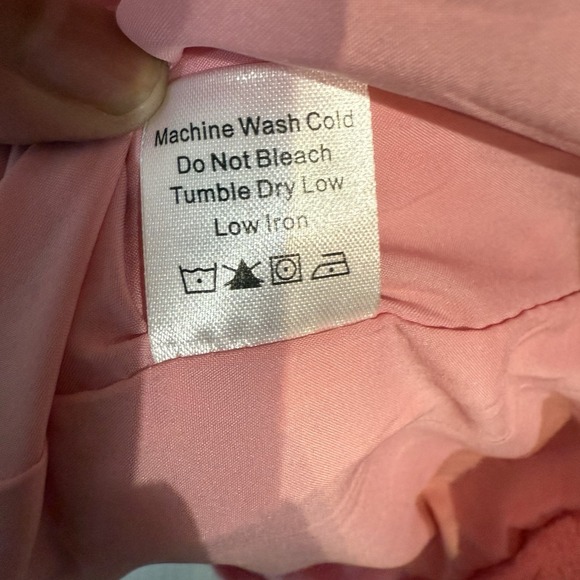 Machine Wash Cold
Do Not Bleach
Tumble Dry Low
Low Iron